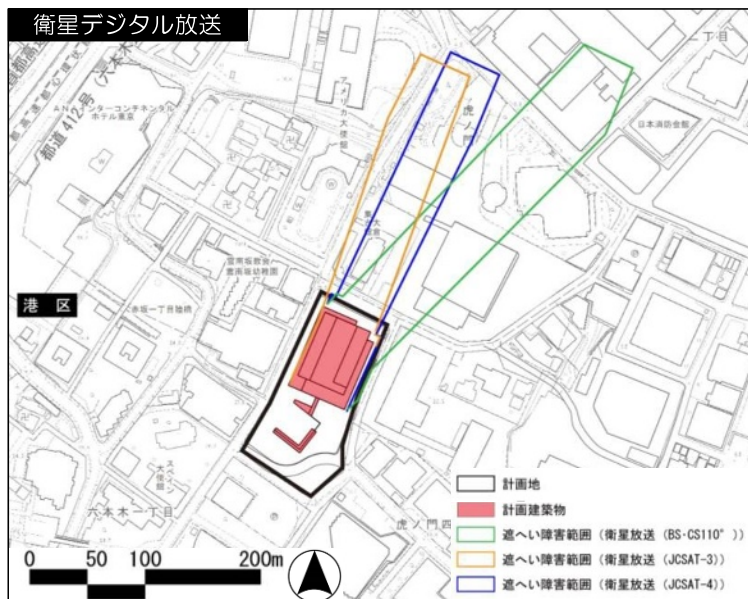 衛星デジタル放送
二丁目
アメリカ大使館
ANAインターコンチネンタル
ホテル東京
都道412号(六本木
虎ノ門
日本消防会館
霊南坂教会
霊南坂幼稚園
港区
赤坂一丁目陸橋
スペイン
大使館
六本木一丁目
虎ノ門四
計画地
計画建築物
遮へい障害範囲(衛星放送(BS・CS110°))
遮へい障害範囲(衛星放送(JCSAT-3))
遮へい障害範囲(衛星放送(JCSAT-4))
0 50 100 200m